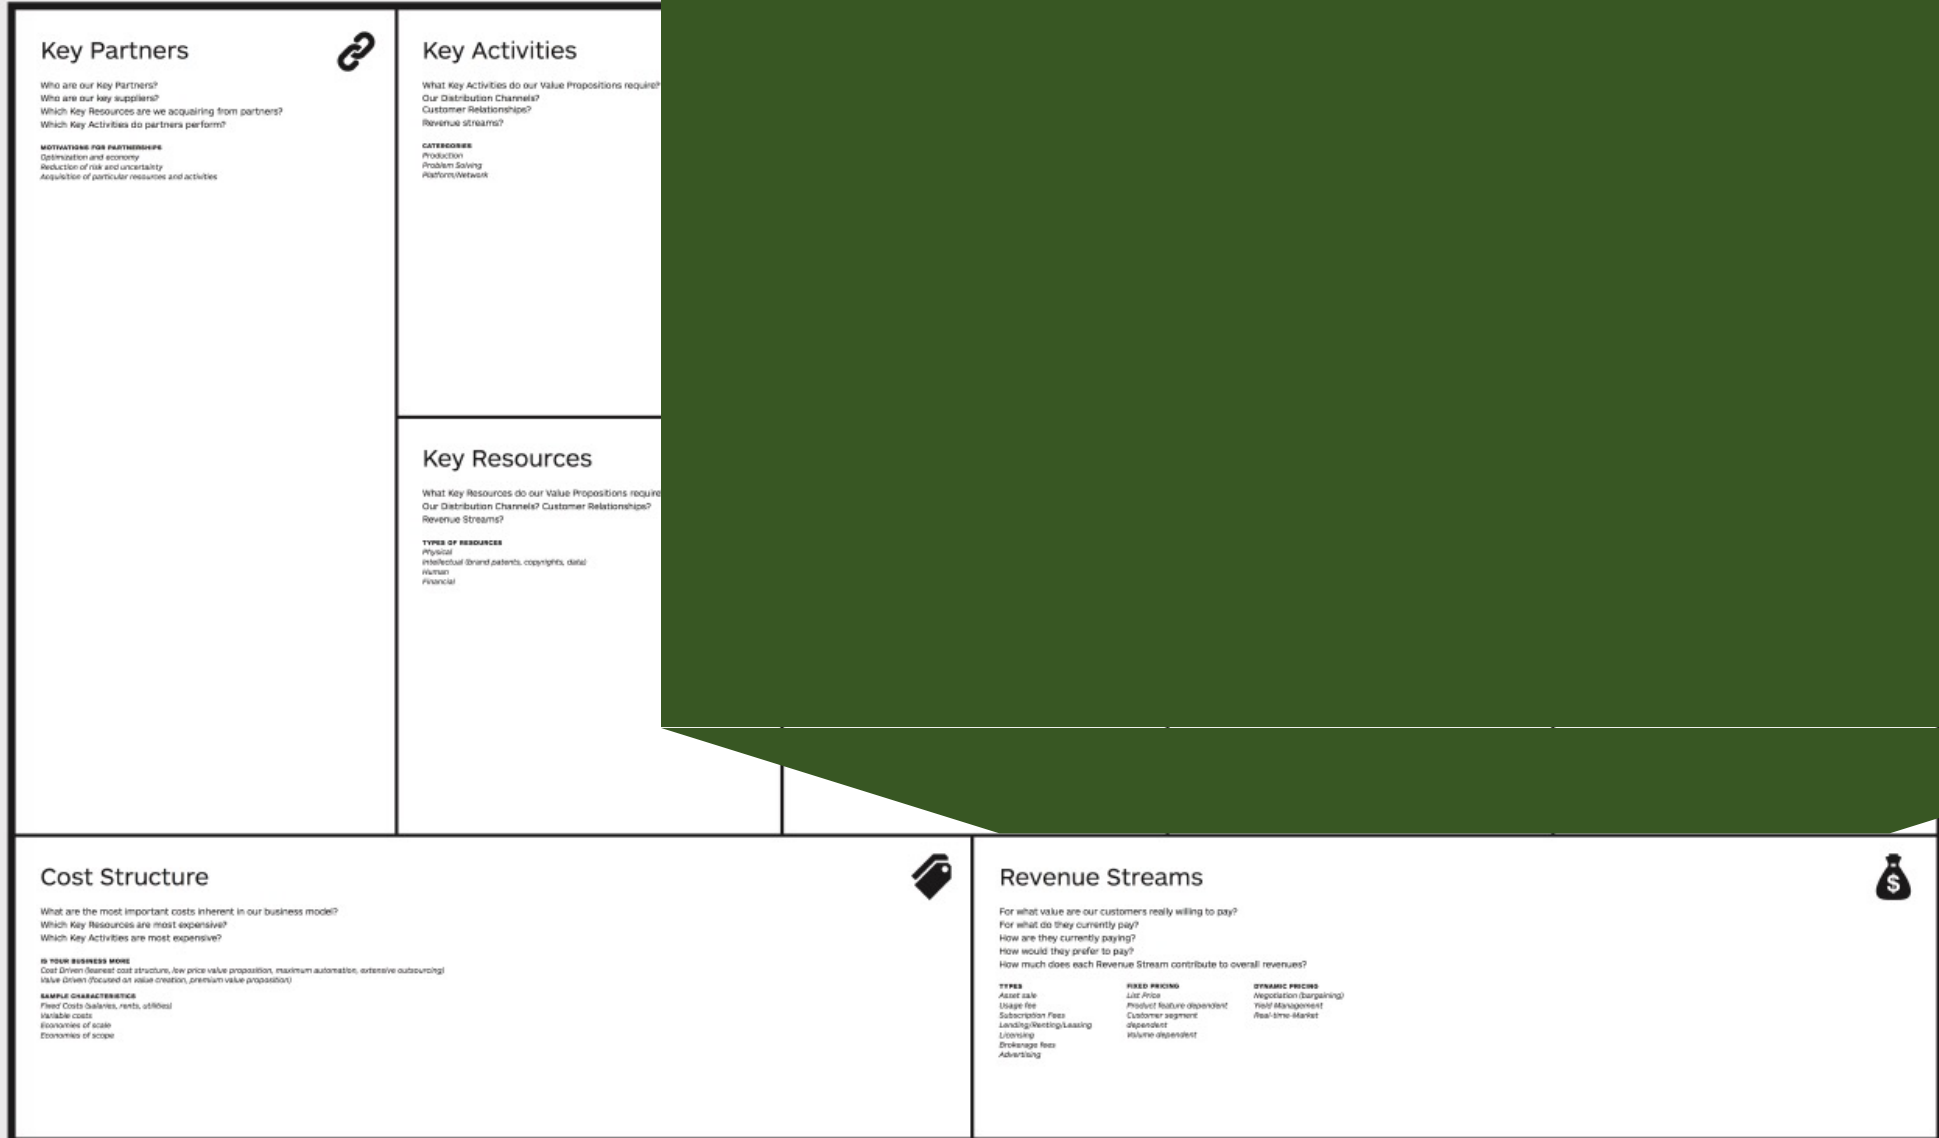 Key Partners
Who are our Key Partners?
Who are our key suppliers?
Which Key Resources are we acquairing from partners?
Which Key Activities do partners perform?
MOTIVATIONS FOR PARTNERSHIPS
Optimization and economy
Reduction of risk and uncertainty
Acquisition of particular resources and activities
Key Activities
What Key Activities do our Value Propositions require?
Our Distribution Channels?
Customer Relationships?
Revenue streams?
CATERGORIES
Production
Problem Solving
Platform/Network
Key Resources
What Key Resources do our Value Propositions require
Our Distribution Channels? Customer Relationships?
Revenue Streams?
TYPES OF RESOURCES
Physical
Intellectual (brand patents, copyrights, data)
Human
Financial
Cost Structure
What are the most important costs inherent in our business model?
Which Key Resources are most expensive?
Which Key Activities are most expensive?
IS YOUR BUSINESS MORE
Cost Driven (leanest cost structure, low price value proposition, maximum automation, extensive outsourcing)
Value Driven (focused on value creation, premium value proposition)
SAMPLE CHARACTERISTICS
Fixed Costs (salaries, rents, utilities)
Variable costs
Economies of scale
Economies of scope
Revenue Streams
For what value are our customers really willing to pay?
For what do they currently pay?
How are they currently paying?
How would they prefer to pay?
How much does each Revenue Stream contribute to overall revenues?
TYPES
Asset sale
Usage fee
Subscription Fees
Lending/Renting/Leasing
Licensing
Brokerage fees
Advertising
FIXED PRICING
List Price
Product feature dependent
Customer segment
dependent
Volume dependent
DYNAMIC PRICING
Negotiation (bargaining)
Yield Management
Real-time-Market